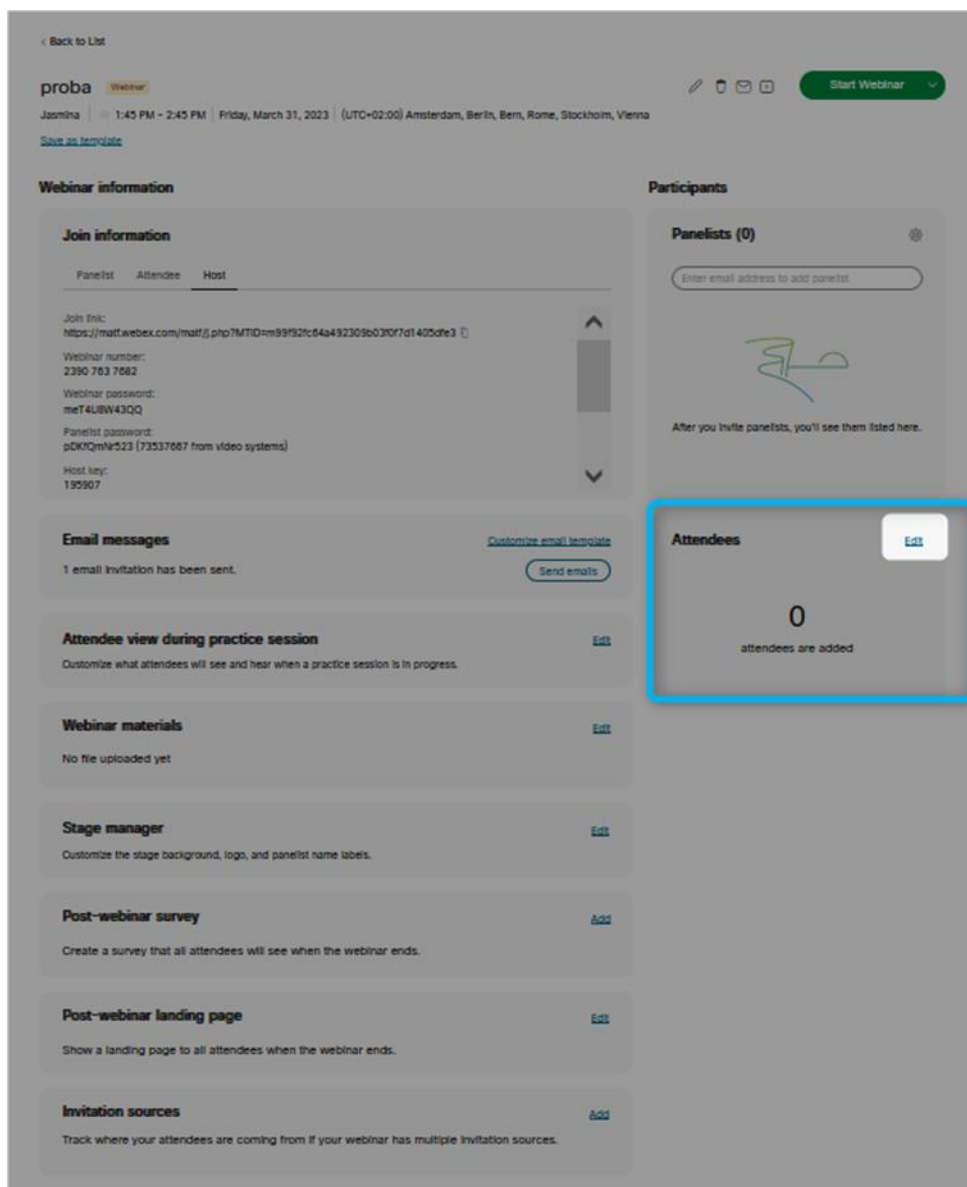 < Back to List
proba Webinar Start Webinar
Jasmina 1:45 PM - 2:45 PM Friday, March 31, 2023 (UTC+02:00) Amsterdam, Berlin, Bern, Rome, Stockholm, Vienna
Save as template
Webinar information
Join information
Panelist Attendee Host
Join link:
Webinar number:
2390 763 7682
Webinar password:
meT4U8W43QQ
Panelist password:
pDKfQmNr523 (73537667 from video systems)
Host key:
195907
Email messages
Customize email template
1 email invitation has been sent.
Send emails
Attendee view during practice session
Edit
Customize what attendees will see and hear when a practice session is in progress.
Webinar materials
Edit
No file uploaded yet
Stage manager
Edit
Customize the stage background, logo, and panelist name labels.
Post-webinar survey
Add
Create a survey that all attendees will see when the webinar ends.
Post-webinar landing page
Edit
Show a landing page to all attendees when the webinar ends.
Invitation sources
Add
Track where your attendees are coming from if your webinar has multiple invitation sources.
Participants
Panelists (0)
Enter email address to add panelist
After you invite panelists, you'll see them listed here.
Attendees
Edit
0
attendees are added